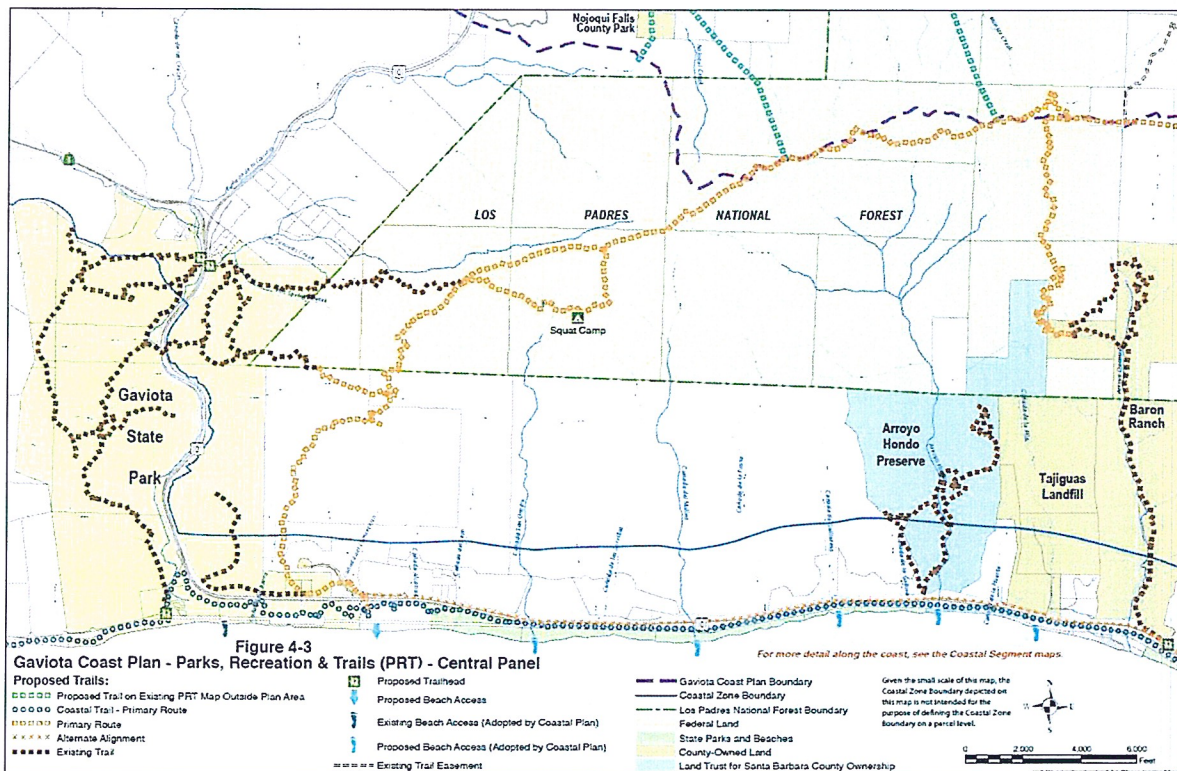 Nojoqui Falls
County Park
LOS PADRES NATIONAL FOREST
Squat Camp
Gaviota
State
Park
Arroyo
Hondo
Preserve
Baron
Ranch
Tajiguas
Landfill
Figure 4-3
Gaviota Coast Plan - Parks, Recreation & Trails (PRT) - Central Panel
For more detail along the coast, see the Coastal Segment maps.
Proposed Trails:
Proposed Trail on Existing PRT Map Outside Plan Area
Coastal Trail - Primary Route
Primary Route
Alternate Alignment
Existing Trail
Proposed Trailhead
Proposed Beach Access
Existing Beach Access (Adopted by Coastal Plan)
Proposed Beach Access (Adopted by Coastal Plan)
Existing Trail Easement
Gaviota Coast Plan Boundary
Coastal Zone Boundary
Los Padres National Forest Boundary
Federal Land
State Parks and Beaches
County-Owned Land
Land Trust for Santa Barbara County Ownership
Given the small scale of this map, the
Coastal Zone Boundary depicted on
this map is not intended for the
purpose of defining the Coastal Zone
Boundary on a parcel level.
W E
0 2,000 4,000 6,000
Feet